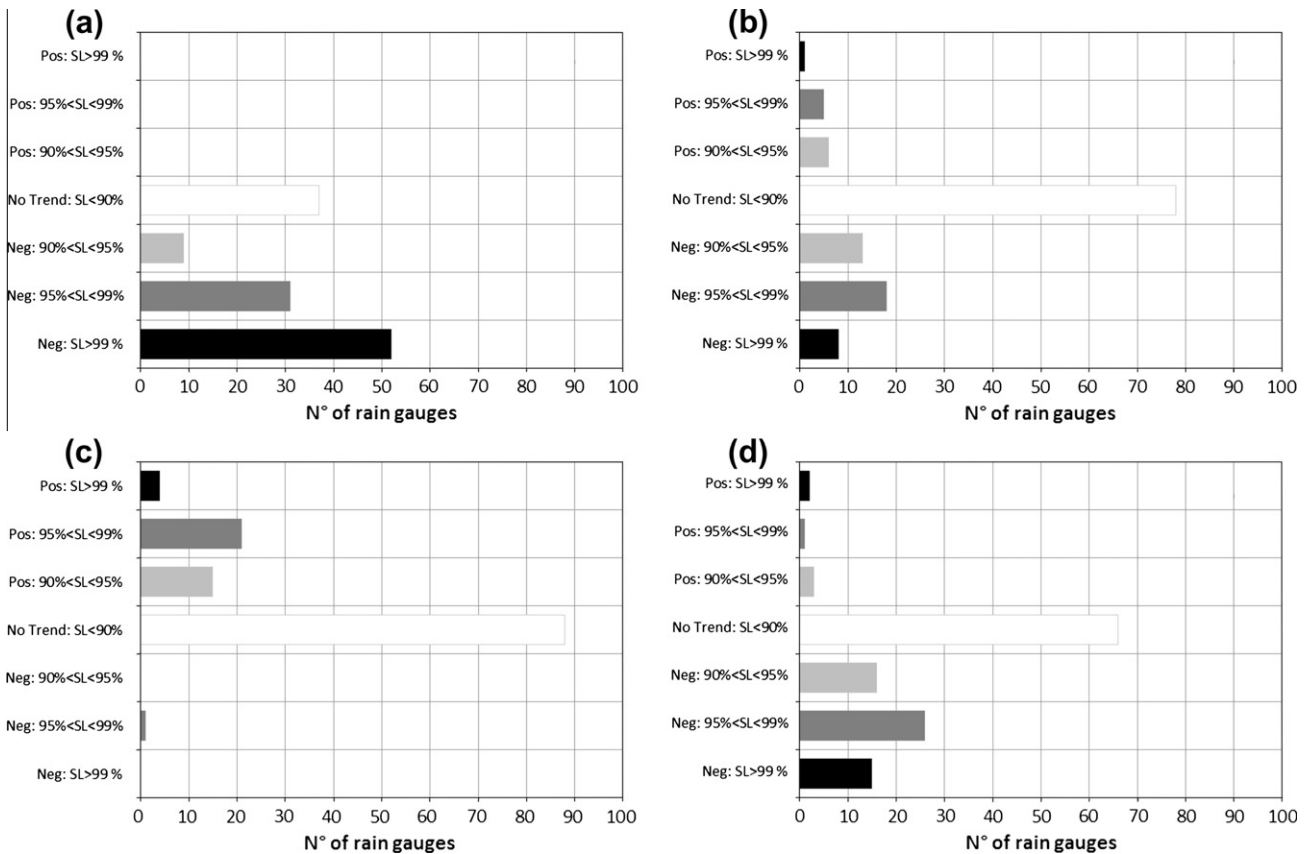 (a)
Pos: SL>99 %
Pos: 95%<SL<99%
Pos: 90%<SL<95%
No Trend: SL<90%
Neg: 90%<SL<95%
Neg: 95%<SL<99%
Neg: SL>99 %
0 10 20 30 40 50 60 70 80 90 100
N° of rain gauges
(b)
Pos: SL>99 %
Pos: 95%<SL<99%
Pos: 90%<SL<95%
No Trend: SL<90%
Neg: 90%<SL<95%
Neg: 95%<SL<99%
Neg: SL>99 %
0 10 20 30 40 50 60 70 80 90 100
N° of rain gauges
(c)
Pos: SL>99 %
Pos: 95%<SL<99%
Pos: 90%<SL<95%
No Trend: SL<90%
Neg: 90%<SL<95%
Neg: 95%<SL<99%
Neg: SL>99 %
0 10 20 30 40 50 60 70 80 90 100
N° of rain gauges
(d)
Pos: SL>99 %
Pos: 95%<SL<99%
Pos: 90%<SL<95%
No Trend: SL<90%
Neg: 90%<SL<95%
Neg: 95%<SL<99%
Neg: SL>99 %
0 10 20 30 40 50 60 70 80 90 100
N° of rain gauges